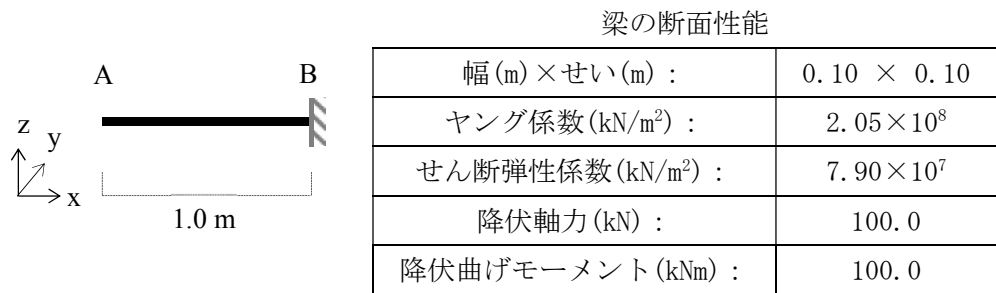 梁の断面性能
A
B
z
y
x
1.0 m
幅(m)×せい(m) : 0.10 × 0.10
ヤング係数(kN/m²) : 2.05×10⁸
せん断弾性係数(kN/m²) : 7.90×10⁷
降伏軸力(kN) : 100.0
降伏曲げモーメント(kNm) : 100.0